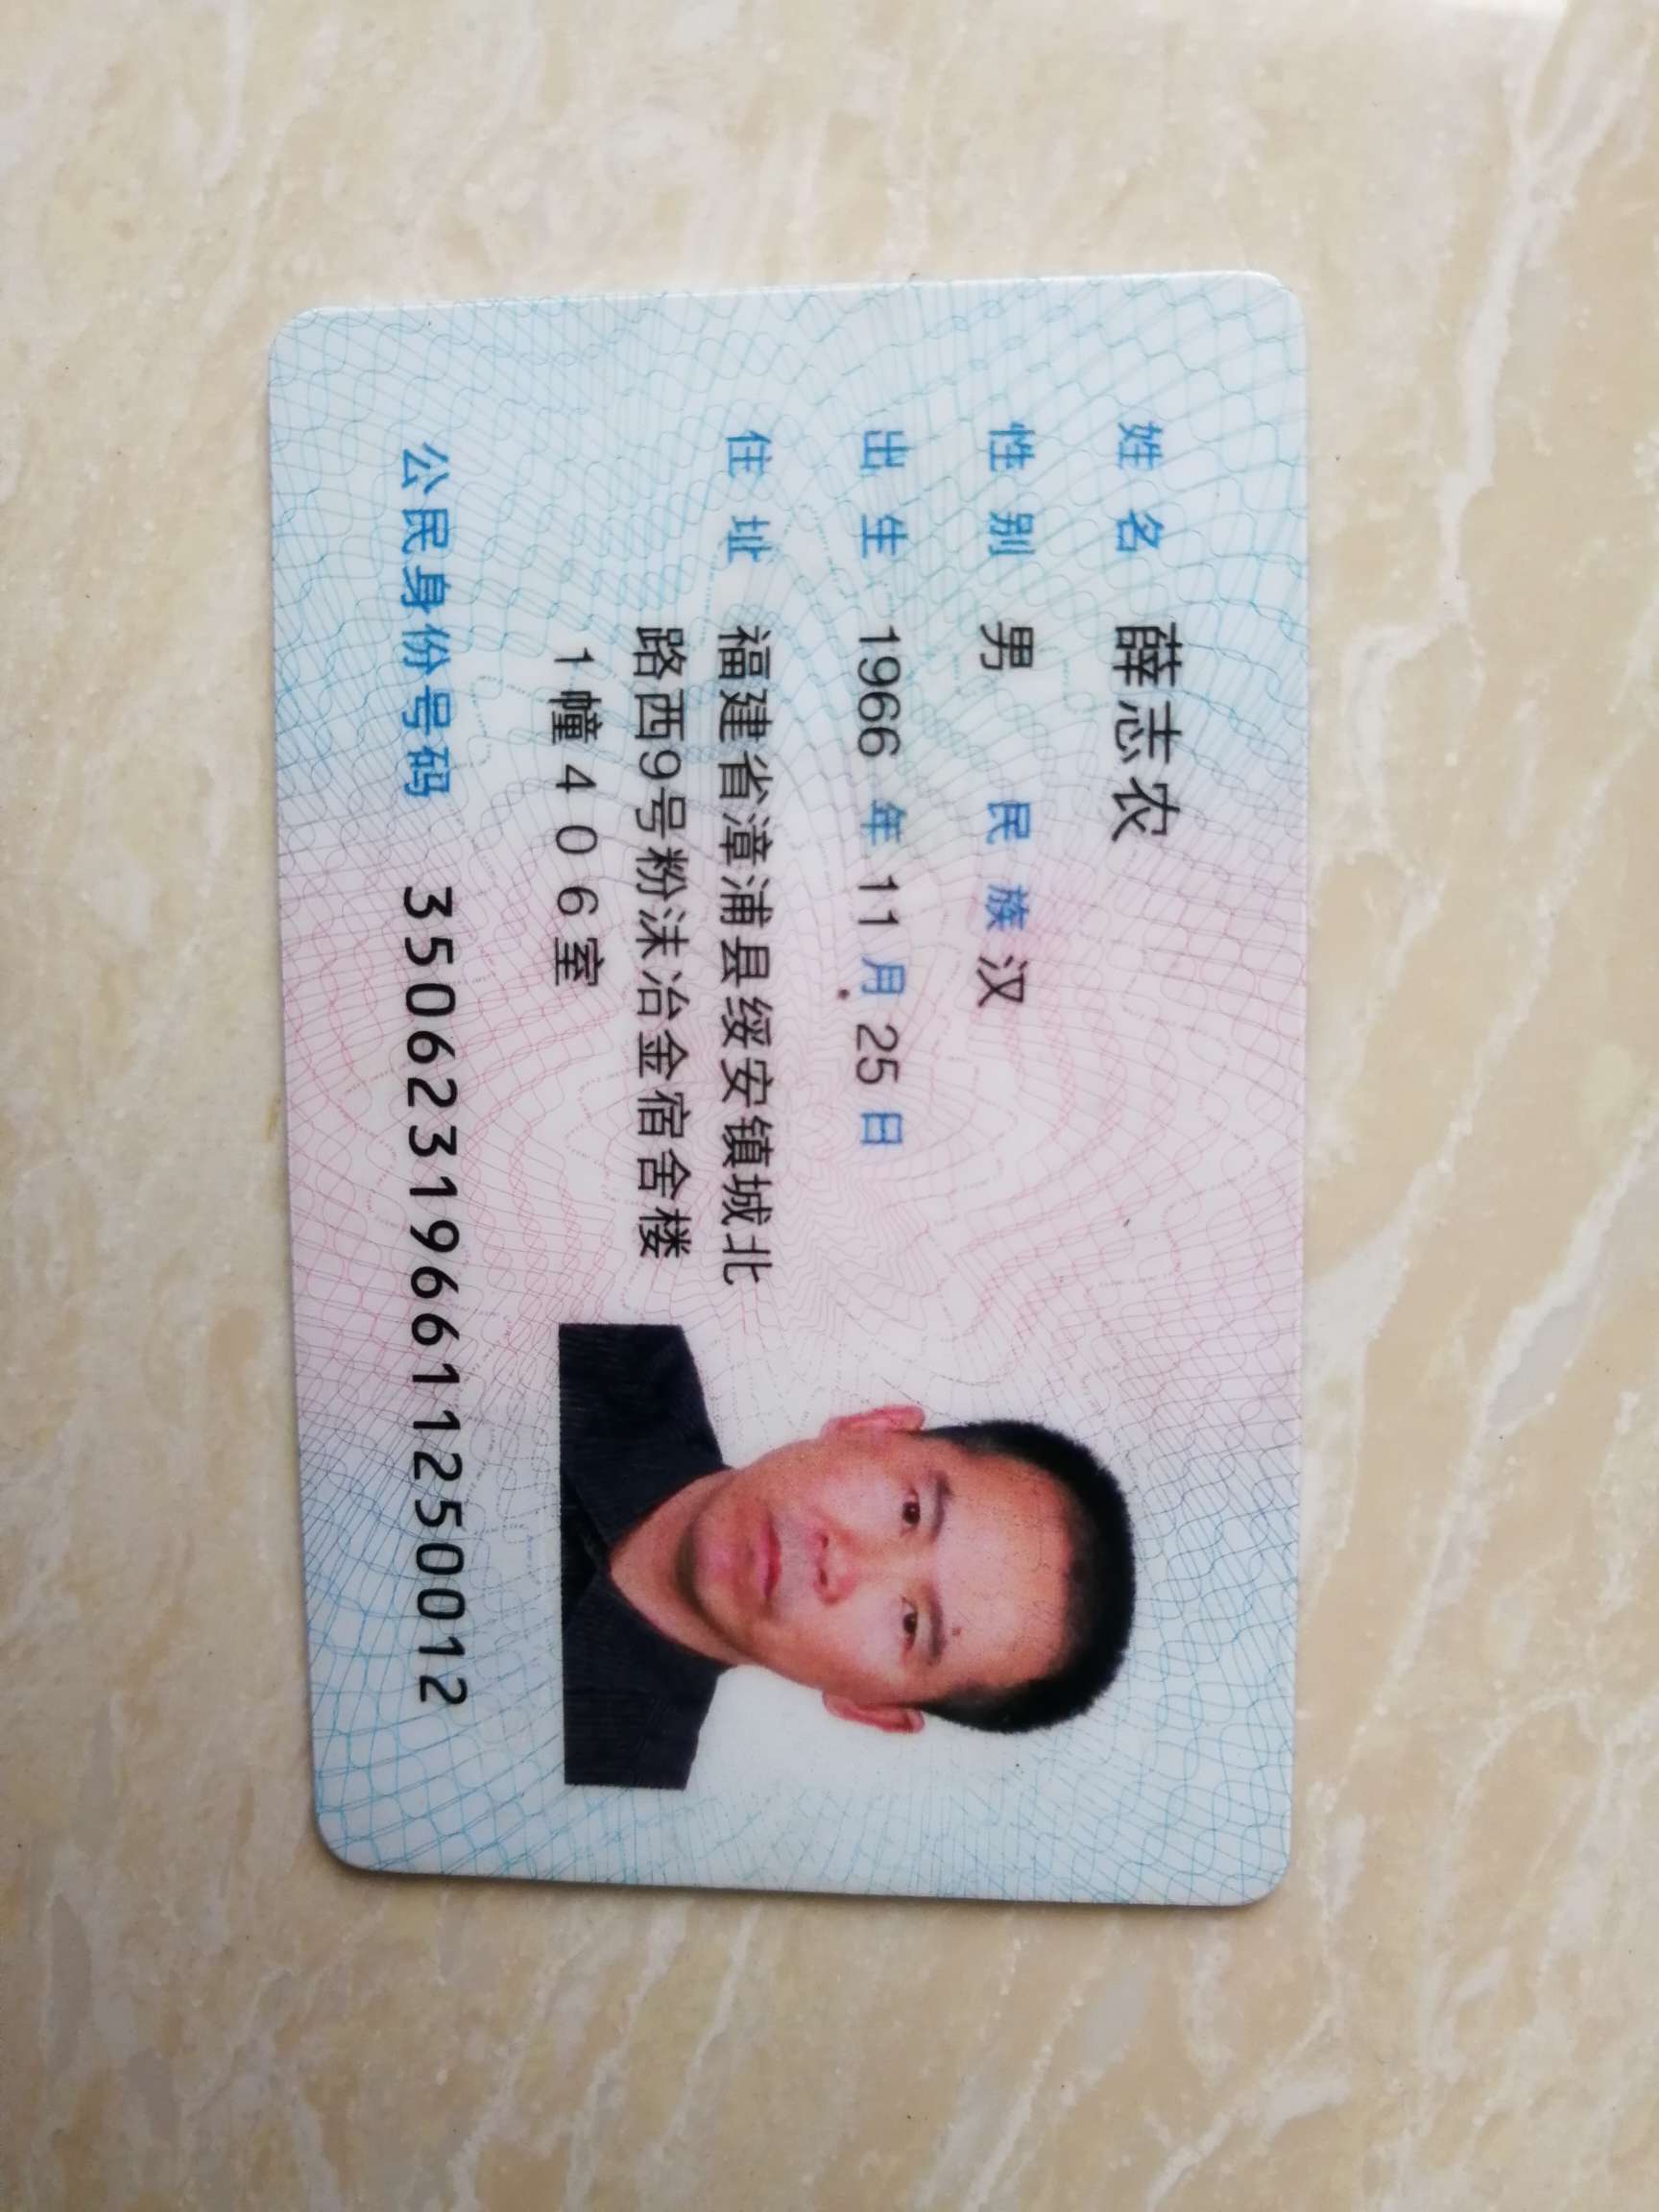 姓名 薛志农
性别 男 民族 汉
出生 1966 年 11 月 25 日
住址 福建省漳浦县绥安镇城北
路西9号粉沫冶金宿舍楼
1幢406室
公民身份号码 350623196611250012